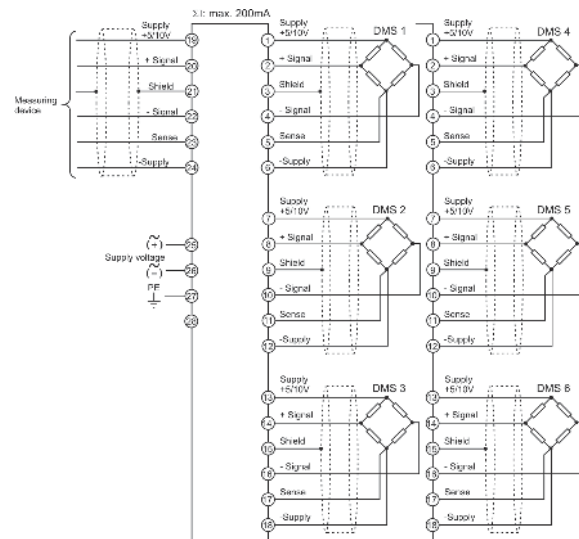 ΣI: max. 200mA
Measuring
device
Supply
+5/10V
19
+ Signal
20
Shield
21
- Signal
22
Sense
23
-Supply
24
(+)
25
Supply voltage
(-)
26
PE
27
28
Supply
+5/10V
DMS 1
1
+ Signal
2
Shield
3
- Signal
4
Sense
5
-Supply
6
Supply
+5/10V
DMS 2
7
+ Signal
8
Shield
9
- Signal
10
Sense
11
-Supply
12
Supply
+5/10V
DMS 3
13
+ Signal
14
Shield
15
- Signal
16
Sense
17
-Supply
18
Supply
+5/10V
DMS 4
1
+ Signal
2
Shield
3
- Signal
4
Sense
5
-Supply
6
Supply
+5/10V
DMS 5
7
+ Signal
8
Shield
9
- Signal
10
Sense
11
-Supply
12
Supply
+5/10V
DMS 6
13
+ Signal
14
Shield
15
- Signal
16
Sense
17
-Supply
18